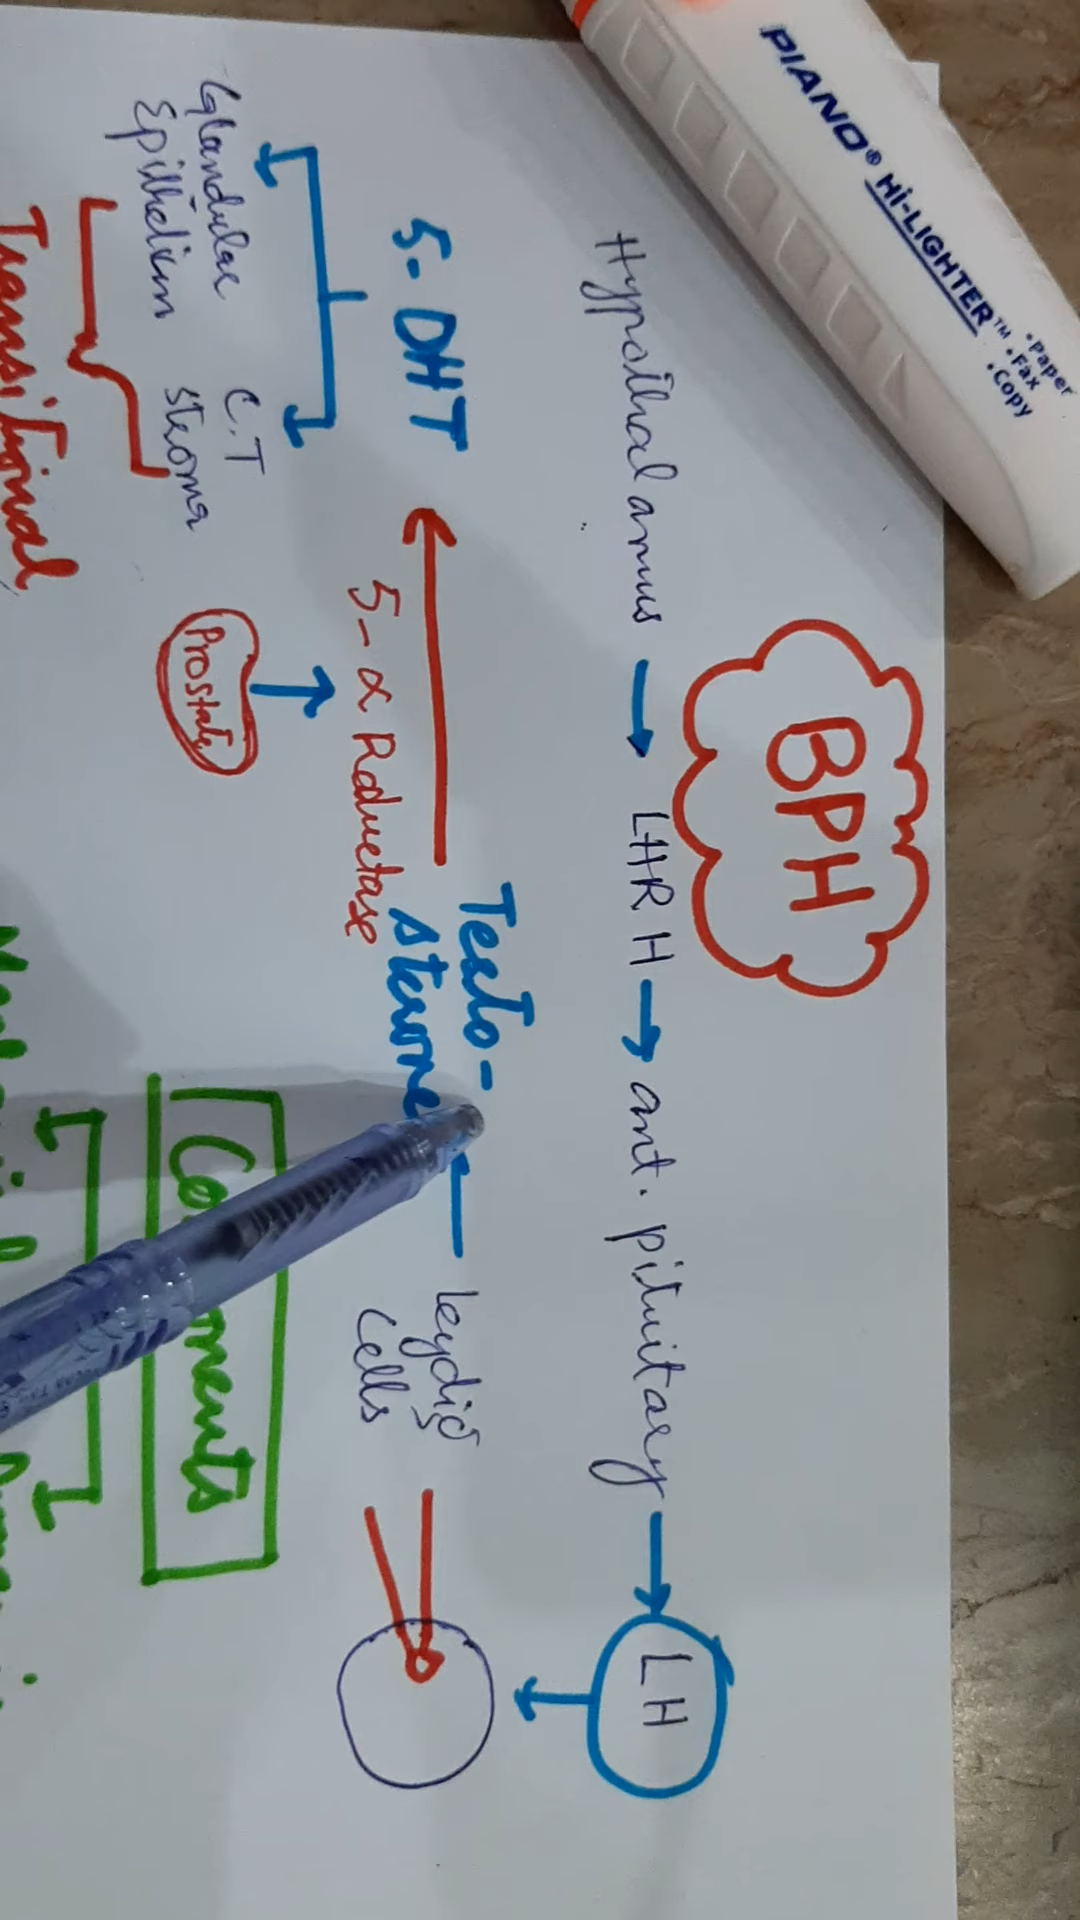 PIANO® Hi-LIGHTER™
•Paper
•Fax
•Copy
BPH
Hypothalamus → LHRH → ant. pituitary → LH
5-DHT
Testo-
sterone
Leydig
Cells
5-α Reductase
Prostate
Glandular
Epithelium
C.T
stroma
Transitional